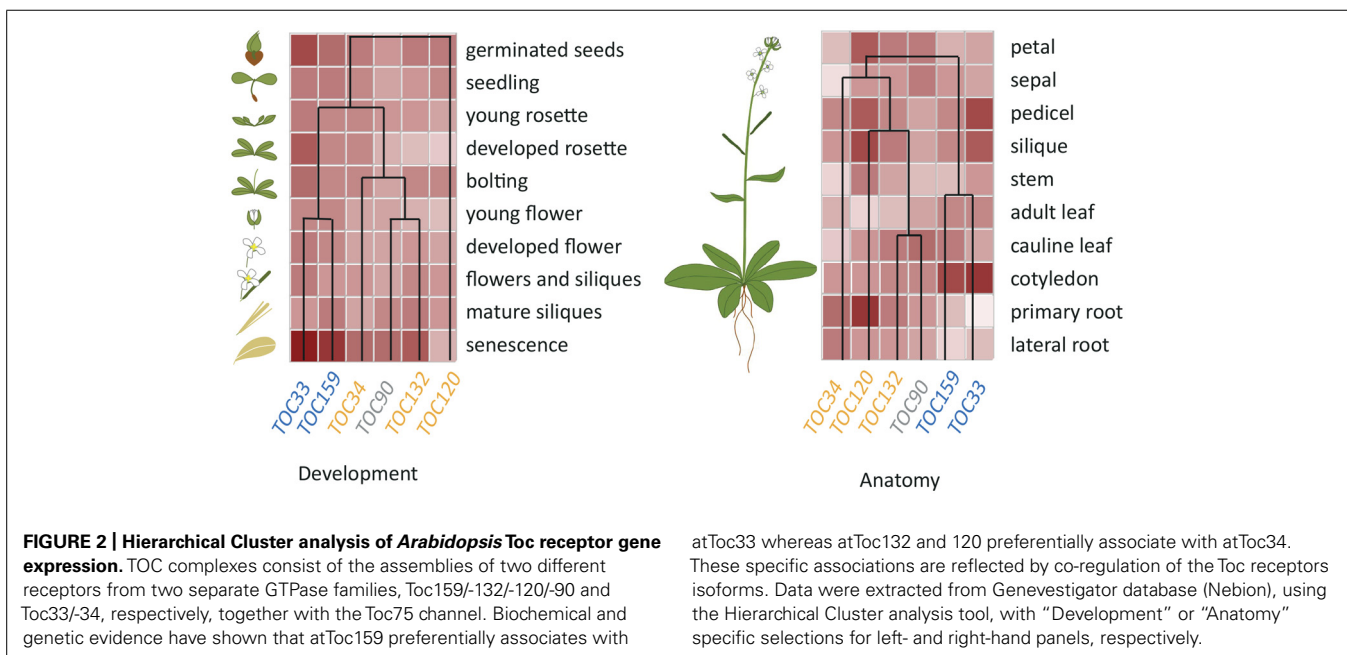 germinated seeds
seedling
young rosette
developed rosette
bolting
young flower
developed flower
flowers and siliques
mature siliques
senescence
TOC33
TOC159
TOC34
TOC90
TOC132
TOC120
Development
petal
sepal
pedicel
silique
stem
adult leaf
cauline leaf
cotyledon
primary root
lateral root
TOC34
TOC120
TOC132
TOC90
TOC159
TOC33
Anatomy
FIGURE 2 | Hierarchical Cluster analysis of Arabidopsis Toc receptor gene
expression. TOC complexes consist of the assemblies of two different
receptors from two separate GTPase families, Toc159/-132/-120/-90 and
Toc33/-34, respectively, together with the Toc75 channel. Biochemical and
genetic evidence have shown that atToc159 preferentially associates with
atToc33 whereas atToc132 and 120 preferentially associate with atToc34.
These specific associations are reflected by co-regulation of the Toc receptors
isoforms. Data were extracted from Genevestigator database (Nebion), using
the Hierarchical Cluster analysis tool, with “Development” or “Anatomy”
specific selections for left- and right-hand panels, respectively.